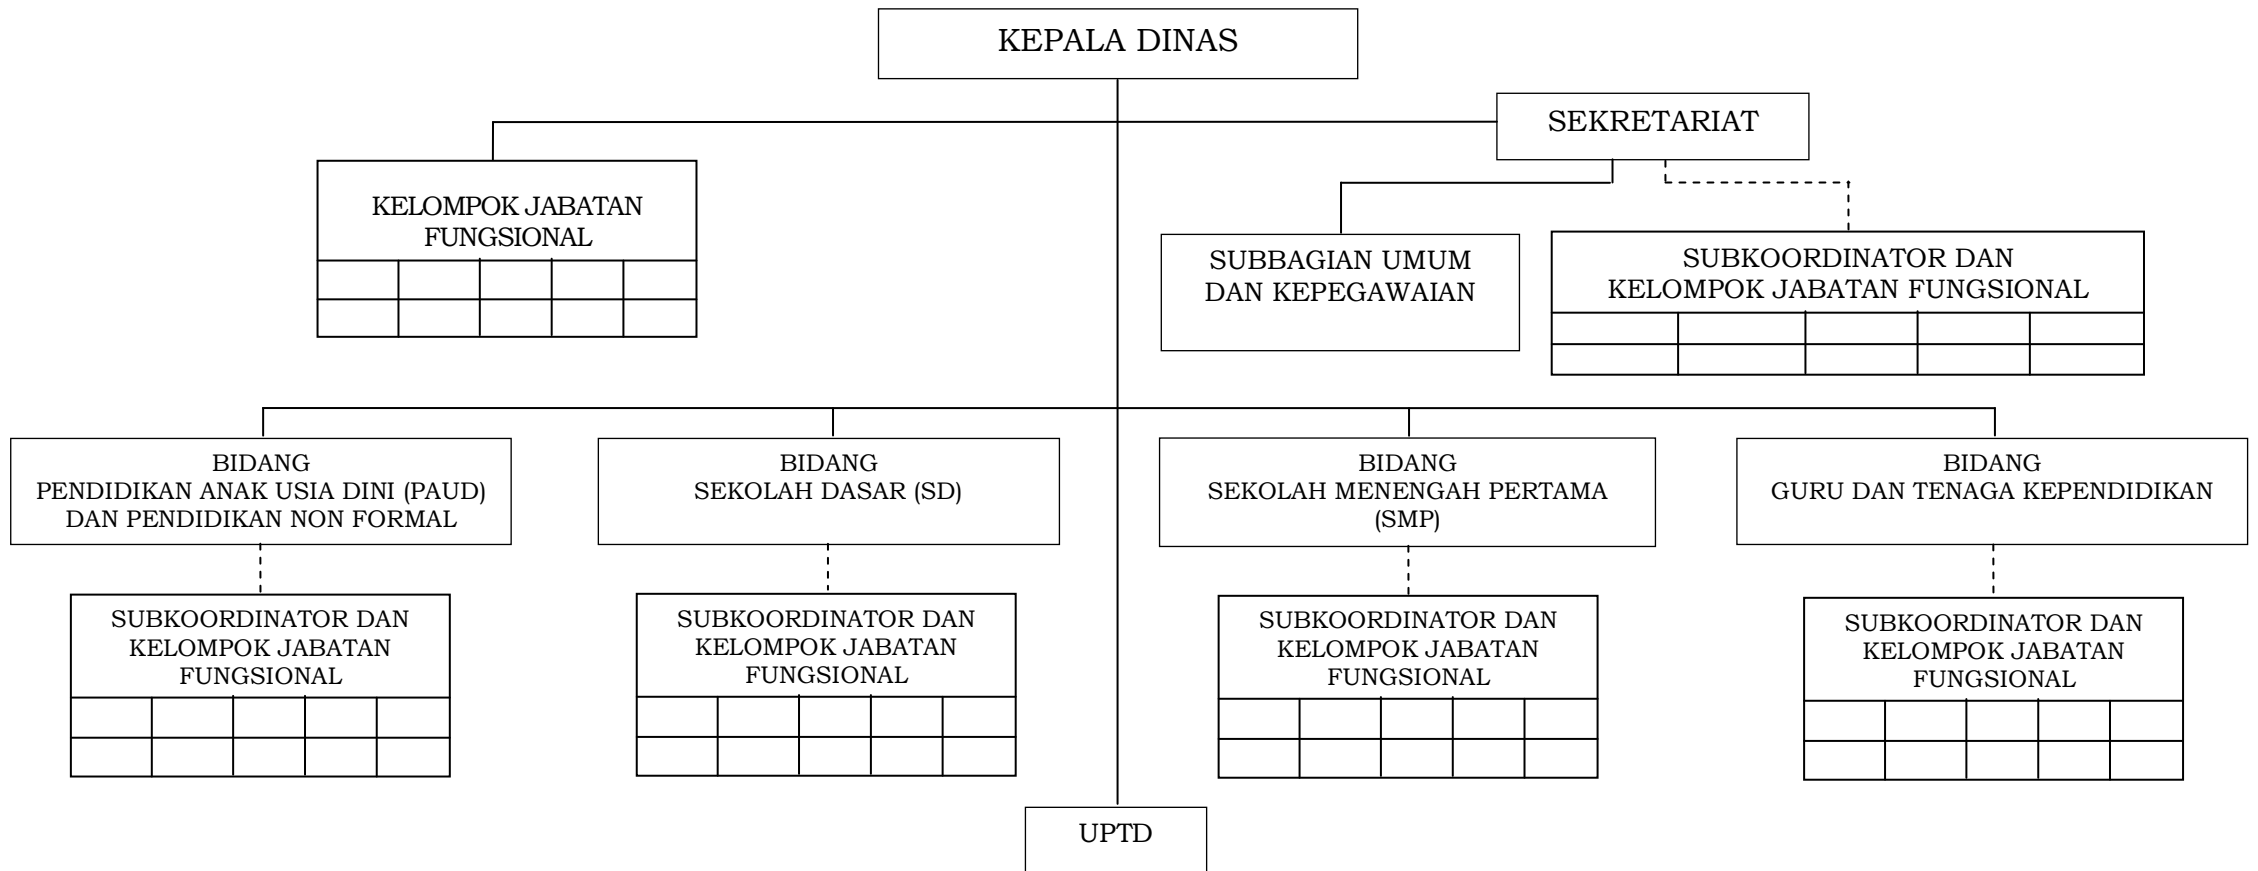 KEPALA DINAS
SEKRETARIAT
KELOMPOK JABATAN
FUNGSIONAL
SUBBAGIAN UMUM
DAN KEPEGAWAIAN
SUBKOORDINATOR DAN
KELOMPOK JABATAN FUNGSIONAL
BIDANG
PENDIDIKAN ANAK USIA DINI (PAUD)
DAN PENDIDIKAN NON FORMAL
BIDANG
SEKOLAH DASAR (SD)
BIDANG
SEKOLAH MENENGAH PERTAMA
(SMP)
BIDANG
GURU DAN TENAGA KEPENDIDIKAN
SUBKOORDINATOR DAN
KELOMPOK JABATAN
FUNGSIONAL
SUBKOORDINATOR DAN
KELOMPOK JABATAN
FUNGSIONAL
SUBKOORDINATOR DAN
KELOMPOK JABATAN
FUNGSIONAL
SUBKOORDINATOR DAN
KELOMPOK JABATAN
FUNGSIONAL
UPTD